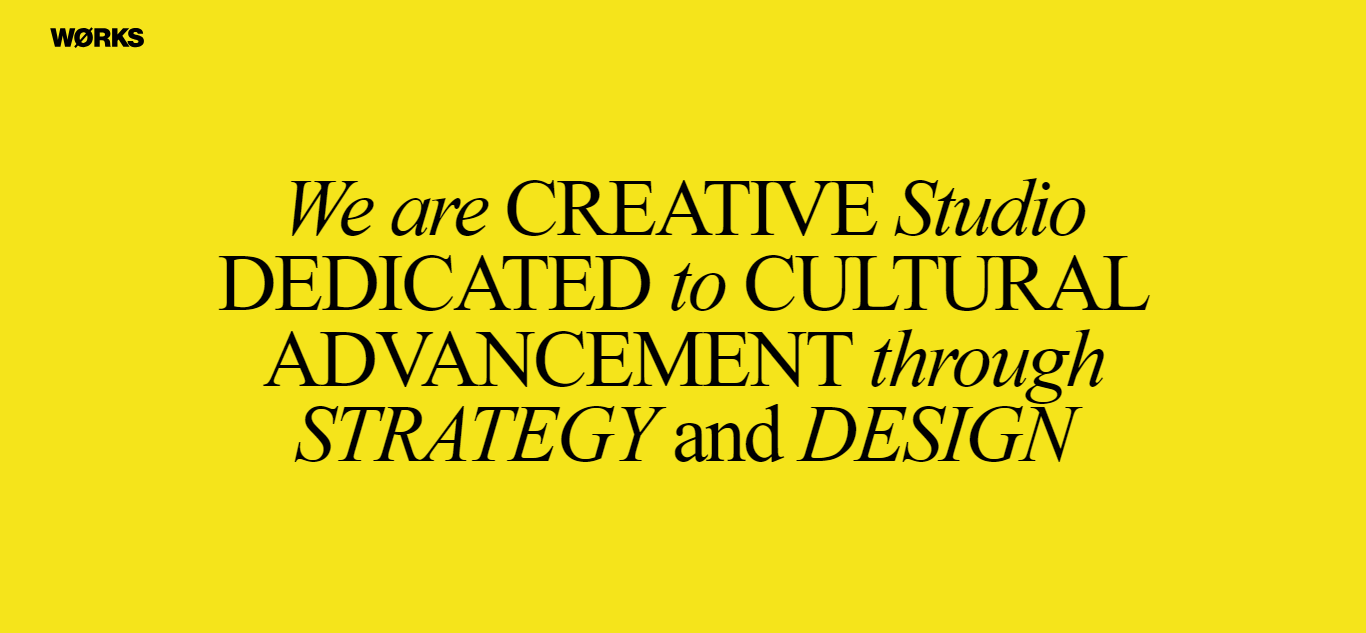 WØRKS
We are CREATIVE Studio
DEDICATED to CULTURAL
ADVANCEMENT through
STRATEGY and DESIGN